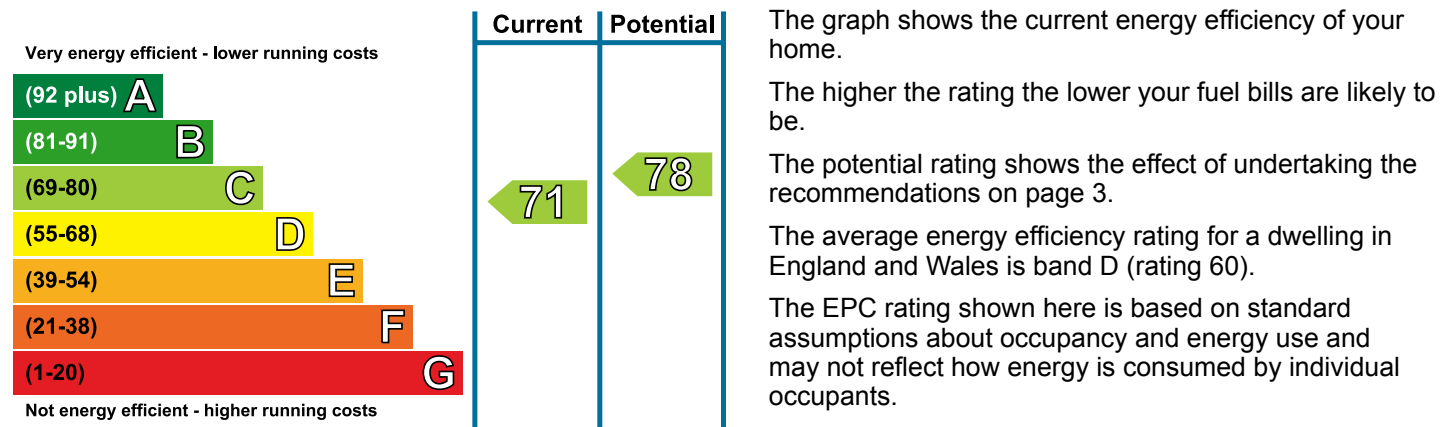 Current Potential
Very energy efficient - lower running costs
(92 plus) A
(81-91) B
(69-80) C
(55-68) D
(39-54) E
(21-38) F
(1-20) G
Not energy efficient - higher running costs
71
78
The graph shows the current energy efficiency of your
home.
The higher the rating the lower your fuel bills are likely to
be.
The potential rating shows the effect of undertaking the
recommendations on page 3.
The average energy efficiency rating for a dwelling in
England and Wales is band D (rating 60).
The EPC rating shown here is based on standard
assumptions about occupancy and energy use and
may not reflect how energy is consumed by individual
occupants.